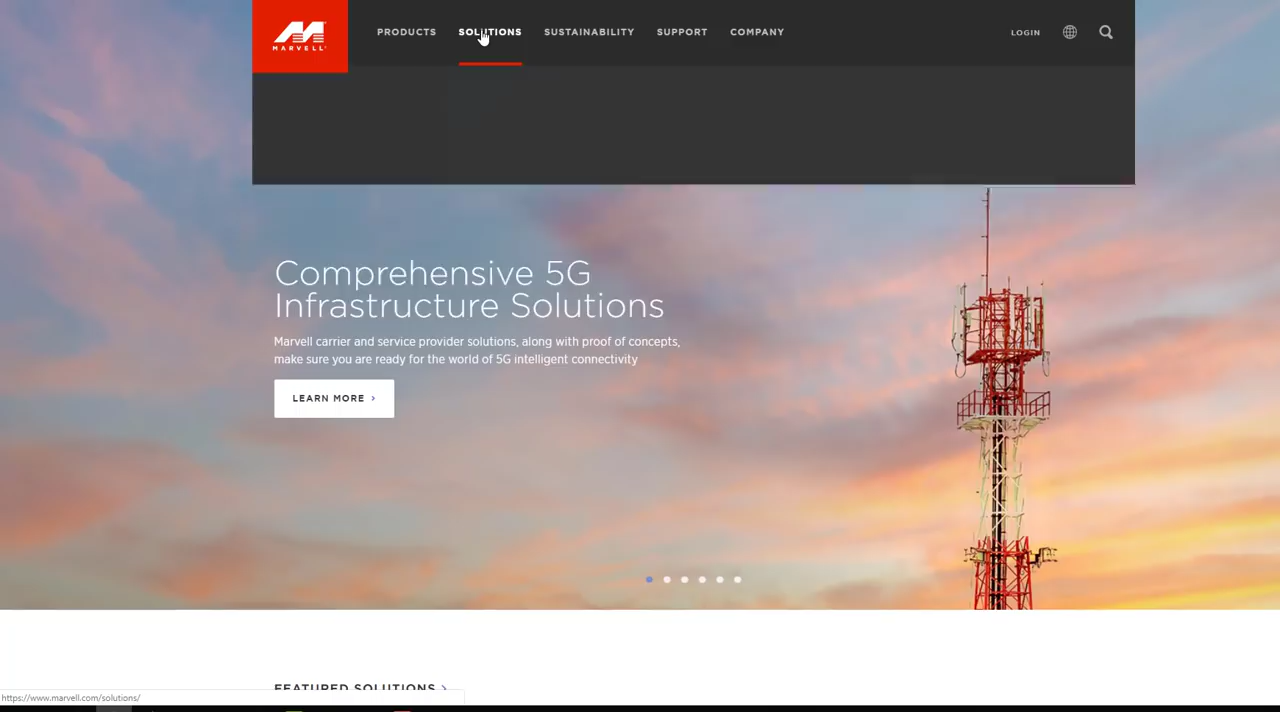 MARVELL
PRODUCTS SOLUTIONS SUSTAINABILITY SUPPORT COMPANY LOGIN
Comprehensive 5G
Infrastructure Solutions
Marvell carrier and service provider solutions, along with proof of concepts,
make sure you are ready for the world of 5G intelligent connectivity
LEARN MORE >
FEATURED SOLUTIONS >
https://www.marvell.com/solutions/